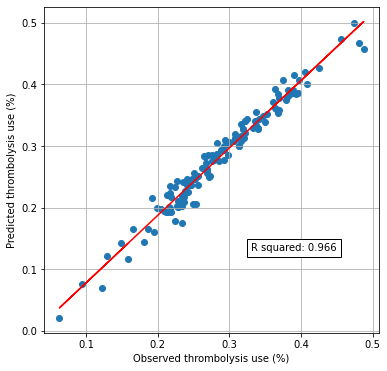 0.5
0.4
0.3
0.2
0.1
0.0
Predicted thrombolysis use (%)
R squared: 0.966
0.1 0.2 0.3 0.4 0.5
Observed thrombolysis use (%)